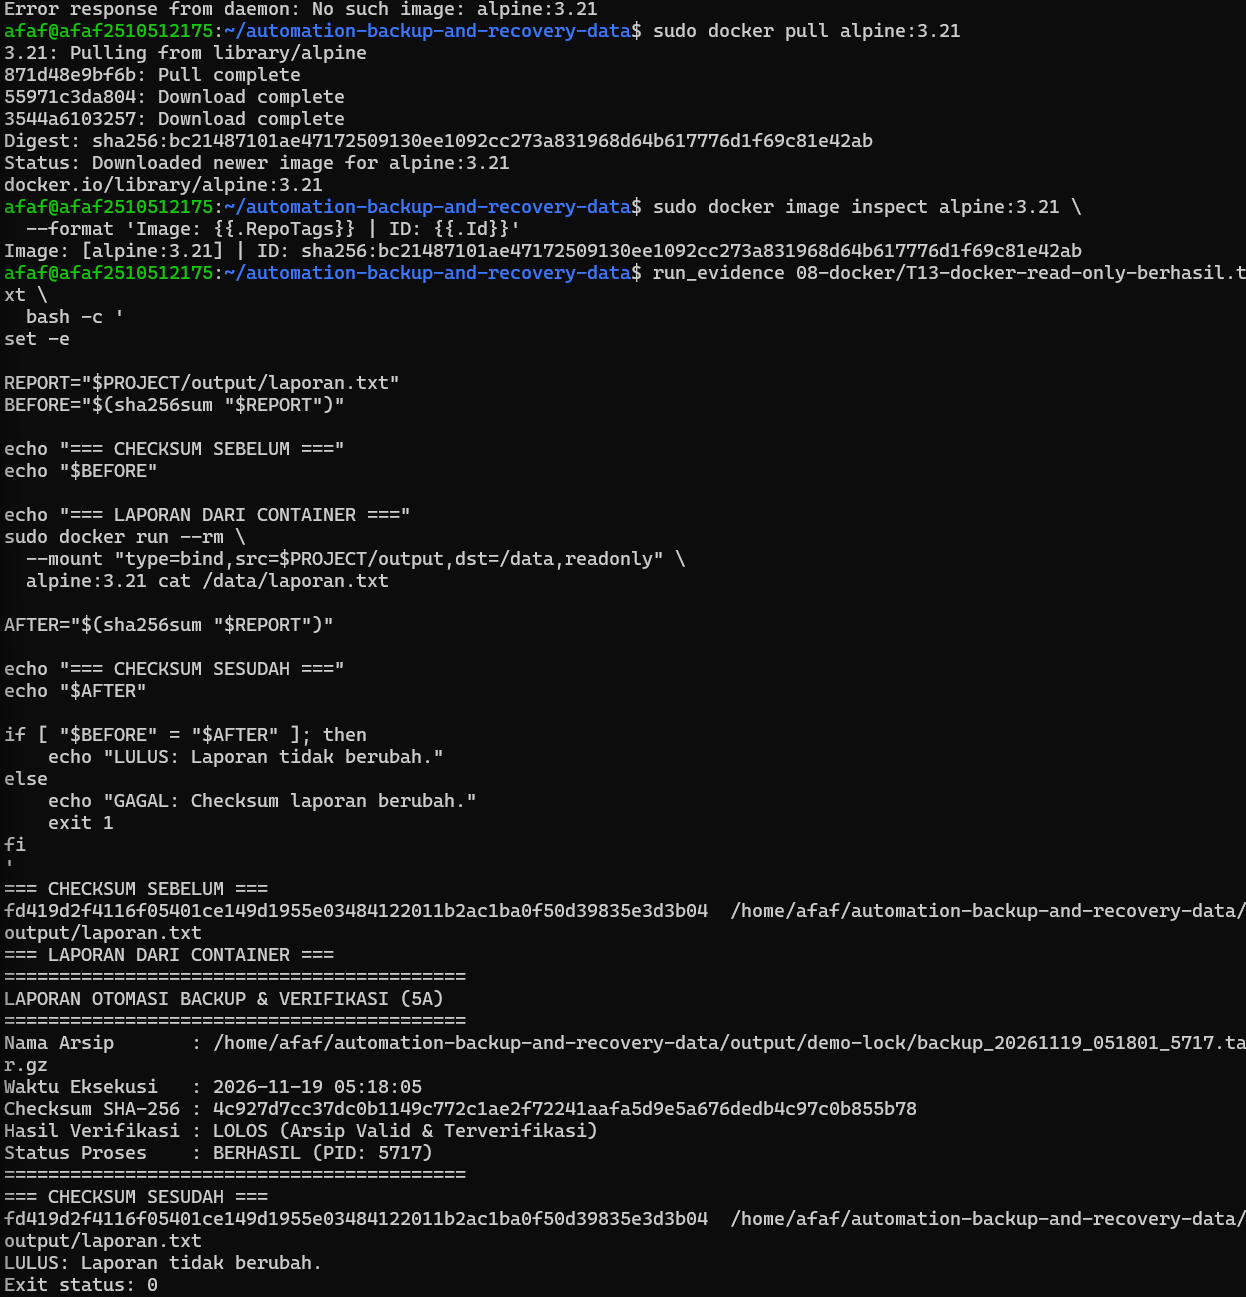 Error response from daemon: No such image: alpine:3.21
afaf@afaf2510512175:~/automation-backup-and-recovery-data$ sudo docker pull alpine:3.21
3.21: Pulling from library/alpine
871d48e9bf6b: Pull complete
55971c3da804: Download complete
3544a6103257: Download complete
Digest: sha256:bc21487101ae47172509130ee1092cc273a831968d64b617776d1f69c81e42ab
Status: Downloaded newer image for alpine:3.21
docker.io/library/alpine:3.21
afaf@afaf2510512175:~/automation-backup-and-recovery-data$ sudo docker image inspect alpine:3.21 \
  --format 'Image: {{.RepoTags}} | ID: {{.Id}}'
Image: [alpine:3.21] | ID: sha256:bc21487101ae47172509130ee1092cc273a831968d64b617776d1f69c81e42ab
afaf@afaf2510512175:~/automation-backup-and-recovery-data$ run_evidence 08-docker/T13-docker-read-only-berhasil.t
xt \
  bash -c '
set -e

REPORT="$PROJECT/output/laporan.txt"
BEFORE="$(sha256sum "$REPORT")"

echo "=== CHECKSUM SEBELUM ==="
echo "$BEFORE"

echo "=== LAPORAN DARI CONTAINER ==="
sudo docker run --rm \
  --mount "type=bind,src=$PROJECT/output,dst=/data,readonly" \
  alpine:3.21 cat /data/laporan.txt

AFTER="$(sha256sum "$REPORT")"

echo "=== CHECKSUM SESUDAH ==="
echo "$AFTER"

if [ "$BEFORE" = "$AFTER" ]; then
    echo "LULUS: Laporan tidak berubah."
else
    echo "GAGAL: Checksum laporan berubah."
    exit 1
fi
'
=== CHECKSUM SEBELUM ===
fd419d2f4116f05401ce149d1955e03484122011b2ac1ba0f50d39835e3d3b04  /home/afaf/automation-backup-and-recovery-data/
output/laporan.txt
=== LAPORAN DARI CONTAINER ===
==========================================
LAPORAN OTOMASI BACKUP & VERIFIKASI (5A)
==========================================
Nama Arsip       : /home/afaf/automation-backup-and-recovery-data/output/demo-lock/backup_20261119_051801_5717.ta
r.gz
Waktu Eksekusi   : 2026-11-19 05:18:05
Checksum SHA-256 : 4c927d7cc37dc0b1149c772c1ae2f72241aafa5d9e5a676dedb4c97c0b855b78
Hasil Verifikasi : LOLOS (Arsip Valid & Terverifikasi)
Status Proses    : BERHASIL (PID: 5717)
==========================================
=== CHECKSUM SESUDAH ===
fd419d2f4116f05401ce149d1955e03484122011b2ac1ba0f50d39835e3d3b04  /home/afaf/automation-backup-and-recovery-data/
output/laporan.txt
LULUS: Laporan tidak berubah.
Exit status: 0